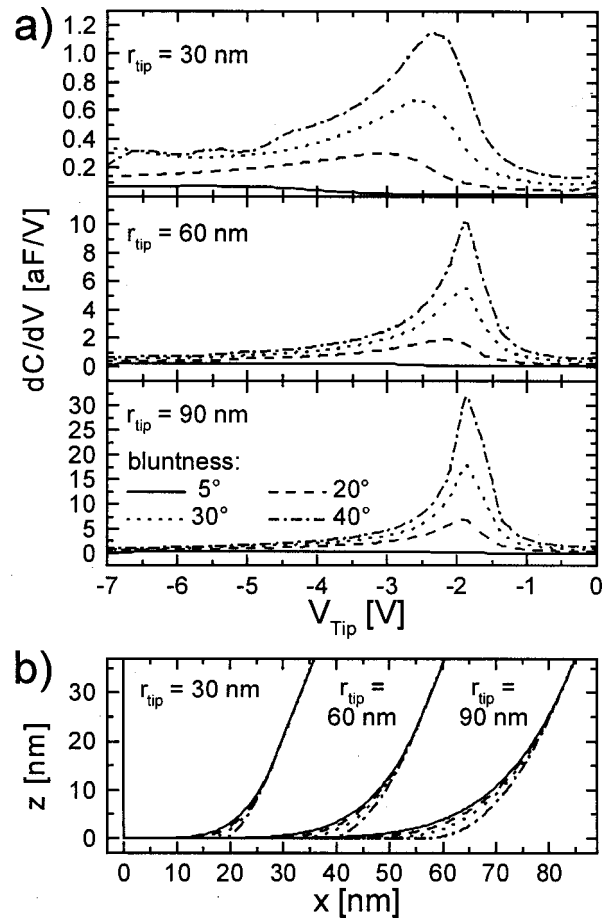 a)
r_tip = 30 nm
1.2
1.0
0.8
0.6
0.4
0.2
r_tip = 60 nm
10
8
6
4
2
0
dC/dV [aF/V]
r_tip = 90 nm
30
25
20
15
10
5
0
bluntness:
5° 20°
30° 40°
-7 -6 -5 -4 -3 -2 -1 0
V_Tip [V]
b)
r_tip = 30 nm
r_tip =
60 nm
r_tip =
90 nm
30
20
10
0
z [nm]
0 10 20 30 40 50 60 70 80
x [nm]